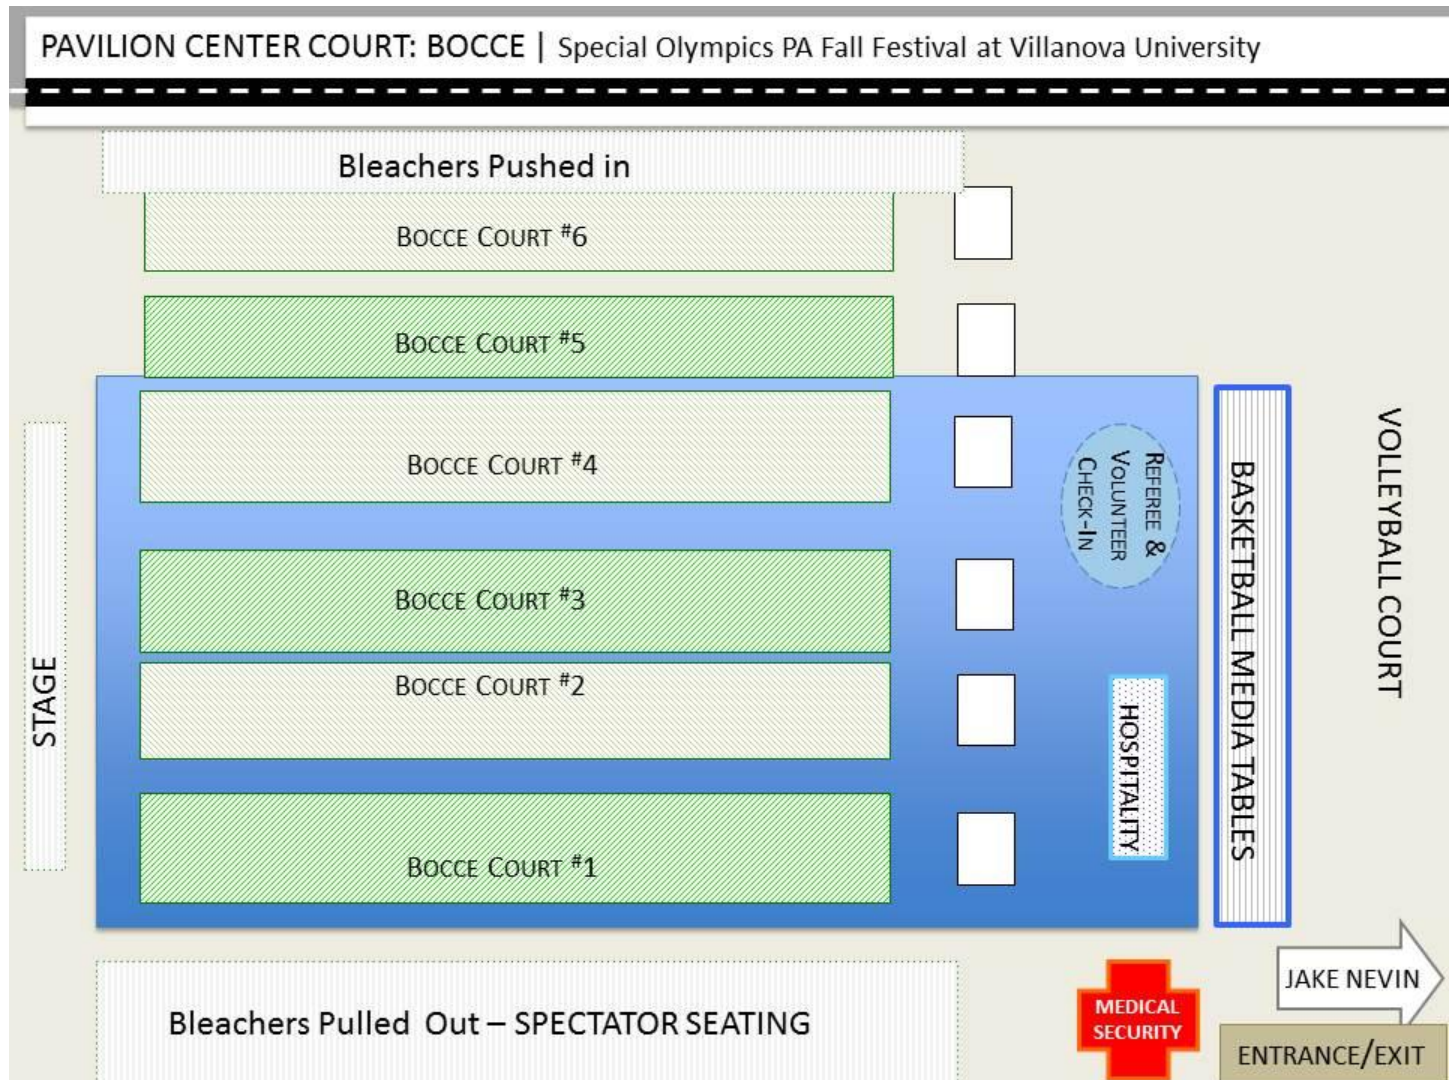 PAVILION CENTER COURT: BOCCE | Special Olympics PA Fall Festival at Villanova University
Bleachers Pushed in
BOCCE COURT #6
BOCCE COURT #5
BOCCE COURT #4
BOCCE COURT #3
BOCCE COURT #2
BOCCE COURT #1
STAGE
REFEREE &
VOLUNTEER
CHECK-IN
HOSPITALITY
BASKETBALL MEDIA TABLES
VOLLEYBALL COURT
Bleachers Pulled Out – SPECTATOR SEATING
MEDICAL
SECURITY
JAKE NEVIN
ENTRANCE/EXIT